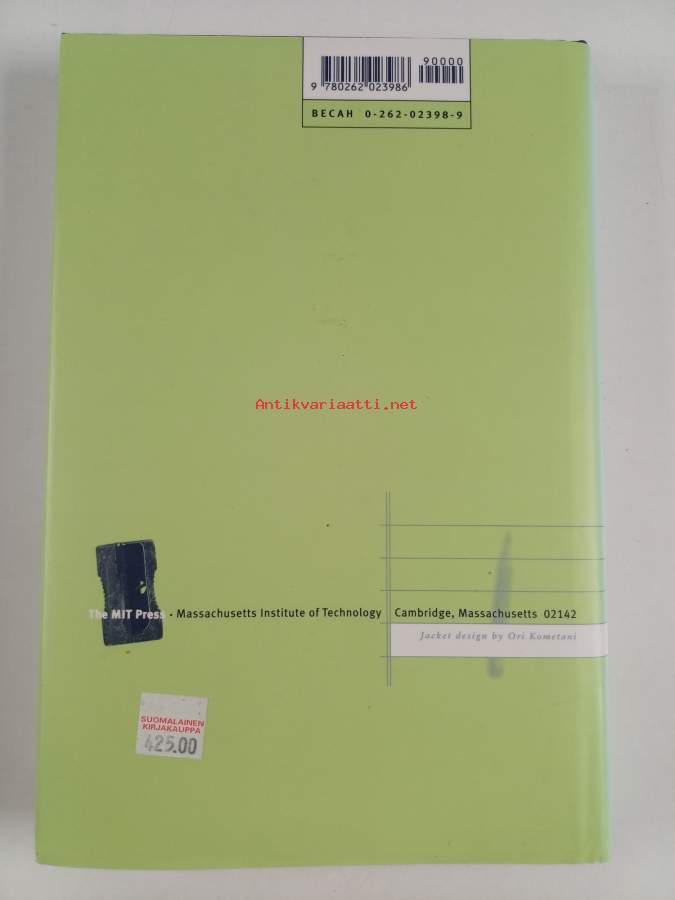 90000
9 780262 023986
BECAH 0-262-02398-9
Antikvariaatti.net
The MIT Press • Massachusetts Institute of Technology Cambridge, Massachusetts 02142
Jacket design by Ori Kometani
SUOMALAINEN
KIRJAKAUPPA
425.00